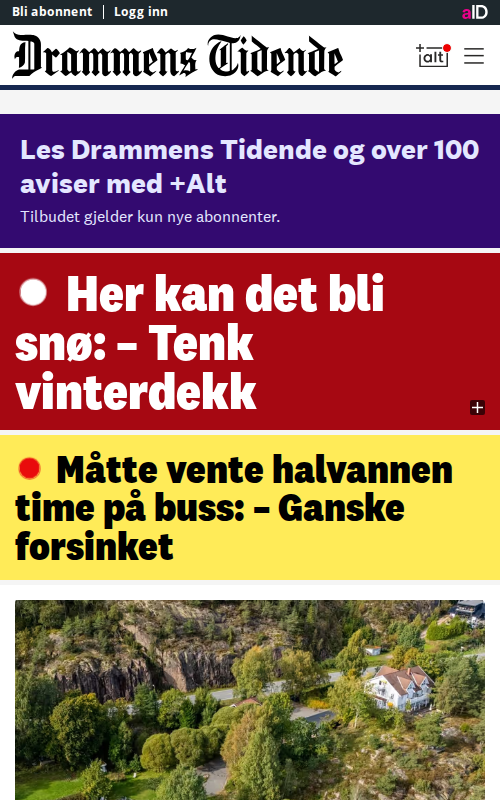 Bli abonnent | Logg inn
aID
Drammens Tidende
+alt
Les Drammens Tidende og over 100
aviser med +Alt
Tilbudet gjelder kun nye abonnenter.
Her kan det bli
snø: – Tenk
vinterdekk
Måtte vente halvannen
time på buss: – Ganske
forsinket